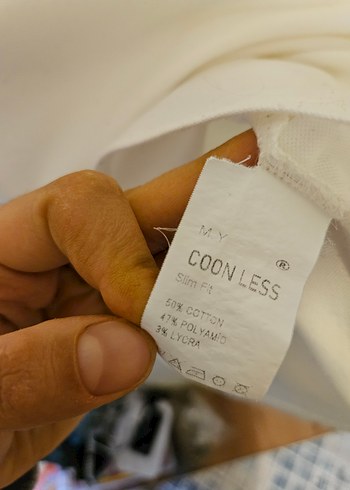 M.Y
COON LESS ®
Slim Fit
50% COTTON
47% POLYAMID
3% LYCRA